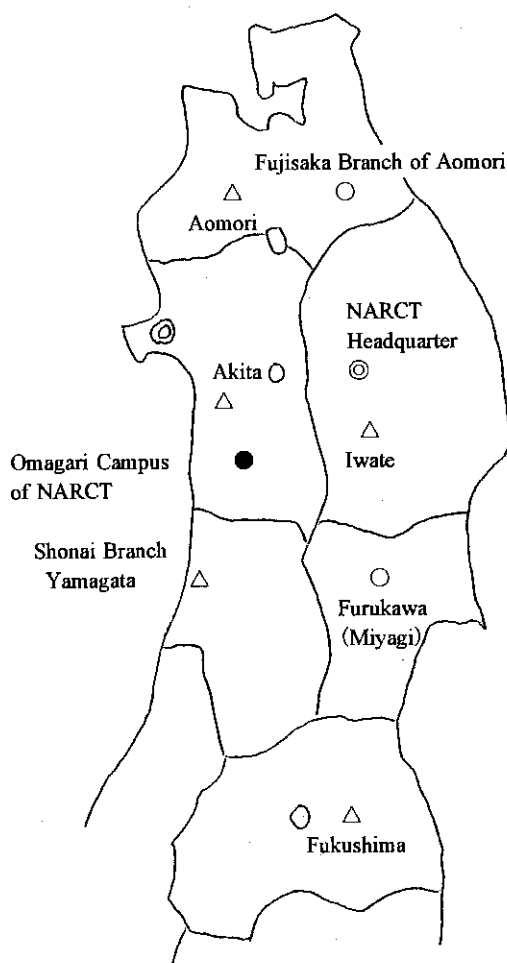 Fujisaka Branch of Aomori
Aomori
NARCT
Headquarter
Akita
Iwate
Omagari Campus
of NARCT
Shonai Branch
Yamagata
Furukawa
(Miyagi)
Fukushima